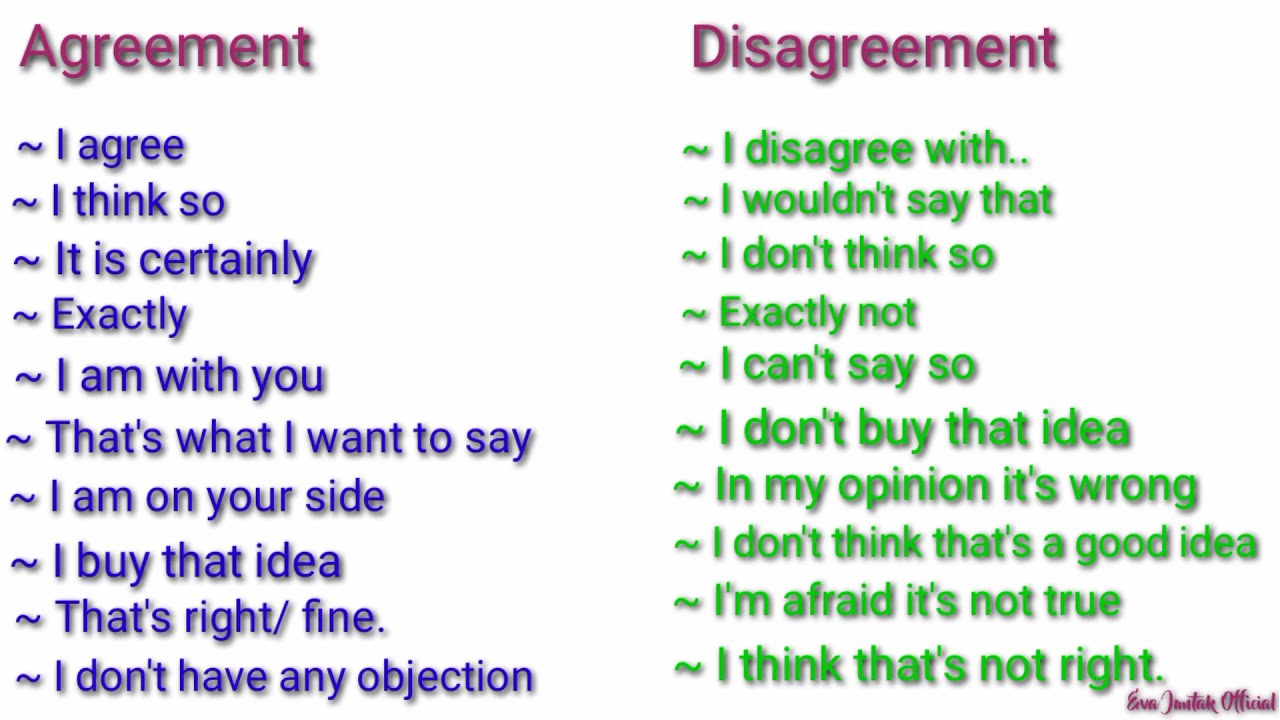 Agreement
~ I agree
~ I think so
~ It is certainly
~ Exactly
~ I am with you
~ That's what I want to say
~ I am on your side
~ I buy that idea
~ That's right/ fine.
~ I don't have any objection
Disagreement
~ I disagree with..
~ I wouldn't say that
~ I don't think so
~ Exactly not
~ I can't say so
~ I don't buy that idea
~ In my opinion it's wrong
~ I don't think that's a good idea
~ I'm afraid it's not true
~ I think that's not right.
Eva Official